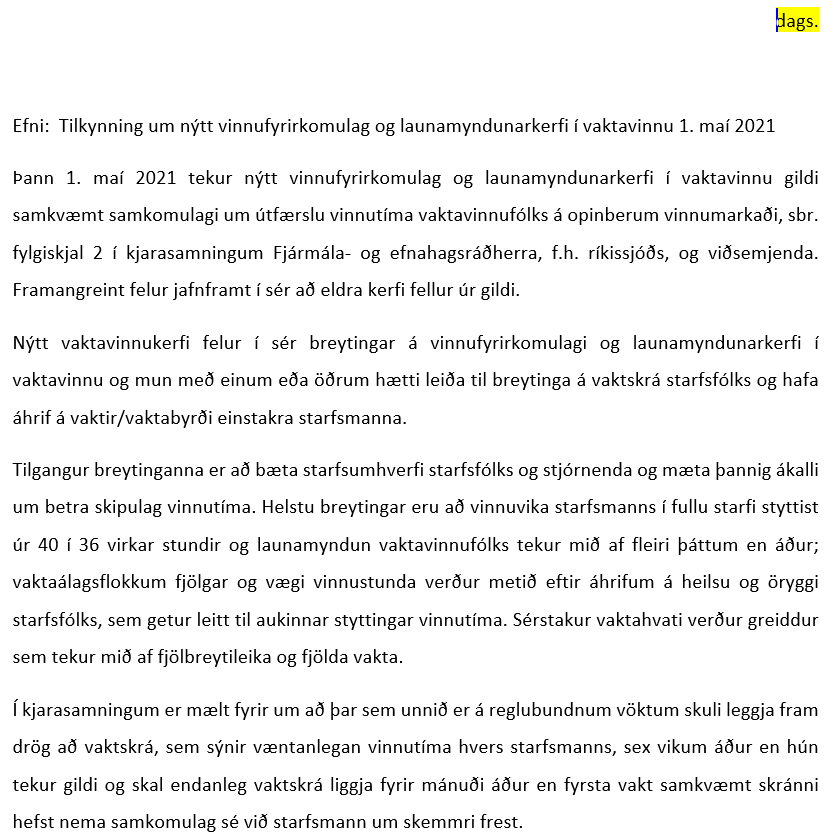 dags.
Efni:  Tilkynning um nýtt vinnufyrirkomulag og launamyndunarkerfi í vaktavinnu 1. maí 2021
Þann 1. maí 2021 tekur nýtt vinnufyrirkomulag og launamyndunarkerfi í vaktavinnu gildi
samkvæmt samkomulagi um útfærslu vinnutíma vaktavinnufólks á opinberum vinnumarkaði, sbr.
fylgiskjal 2 í kjarasamningum Fjármála- og efnahagsráðherra, f.h. ríkissjóðs, og viðsemjenda.
Framangreint felur jafnframt í sér að eldra kerfi fellur úr gildi.
Nýtt vaktavinnukerfi felur í sér breytingar á vinnufyrirkomulagi og launamyndunarkerfi í
vaktavinnu og mun með einum eða öðrum hætti leiða til breytinga á vaktskrá starfsfólks og hafa
áhrif á vaktir/vaktabyrði einstakra starfsmanna.
Tilgangur breytinganna er að bæta starfsumhverfi starfsfólks og stjórnenda og mæta þannig ákalli
um betra skipulag vinnutíma. Helstu breytingar eru að vinnuvika starfsmanns í fullu starfi styttist
úr 40 í 36 virkar stundir og launamyndun vaktavinnufólks tekur mið af fleiri þáttum en áður;
vaktaálagsflokkum fjölgar og vægi vinnustunda verður metið eftir áhrifum á heilsu og öryggi
starfsfólks, sem getur leitt til aukinnar styttingar vinnutíma. Sérstakur vaktahvati verður greiddur
sem tekur mið af fjölbreytileika og fjölda vakta.
Í kjarasamningum er mælt fyrir um að þar sem unnið er á reglubundnum vöktum skuli leggja fram
drög að vaktskrá, sem sýnir væntanlegan vinnutíma hvers starfsmanns, sex vikum áður en hún
tekur gildi og skal endanleg vaktskrá liggja fyrir mánuði áður en fyrsta vakt samkvæmt skránni
hefst nema samkomulag sé við starfsmann um skemmri frest.